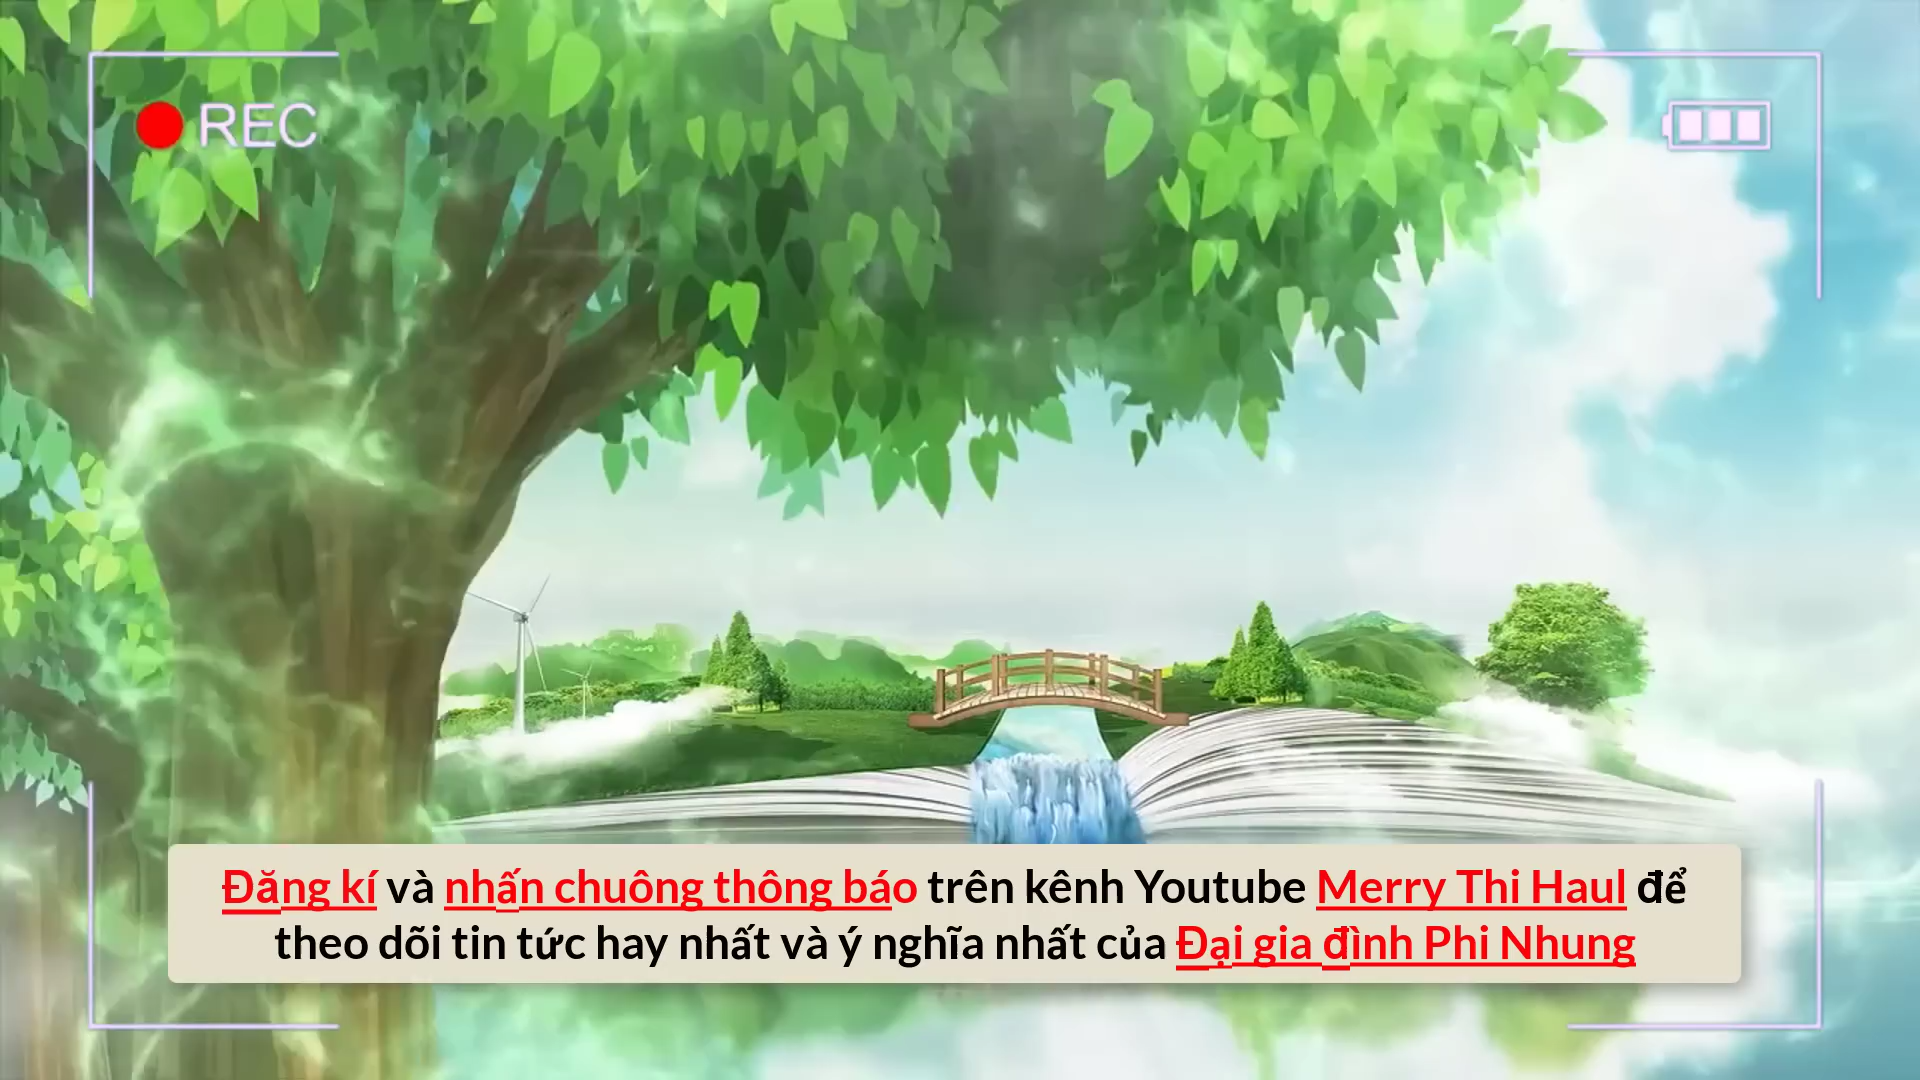 REC
Đăng kí và nhấn chuông thông báo trên kênh Youtube Merry Thi Haul để
theo dõi tin tức hay nhất và ý nghĩa nhất của Đại gia đình Phi Nhung